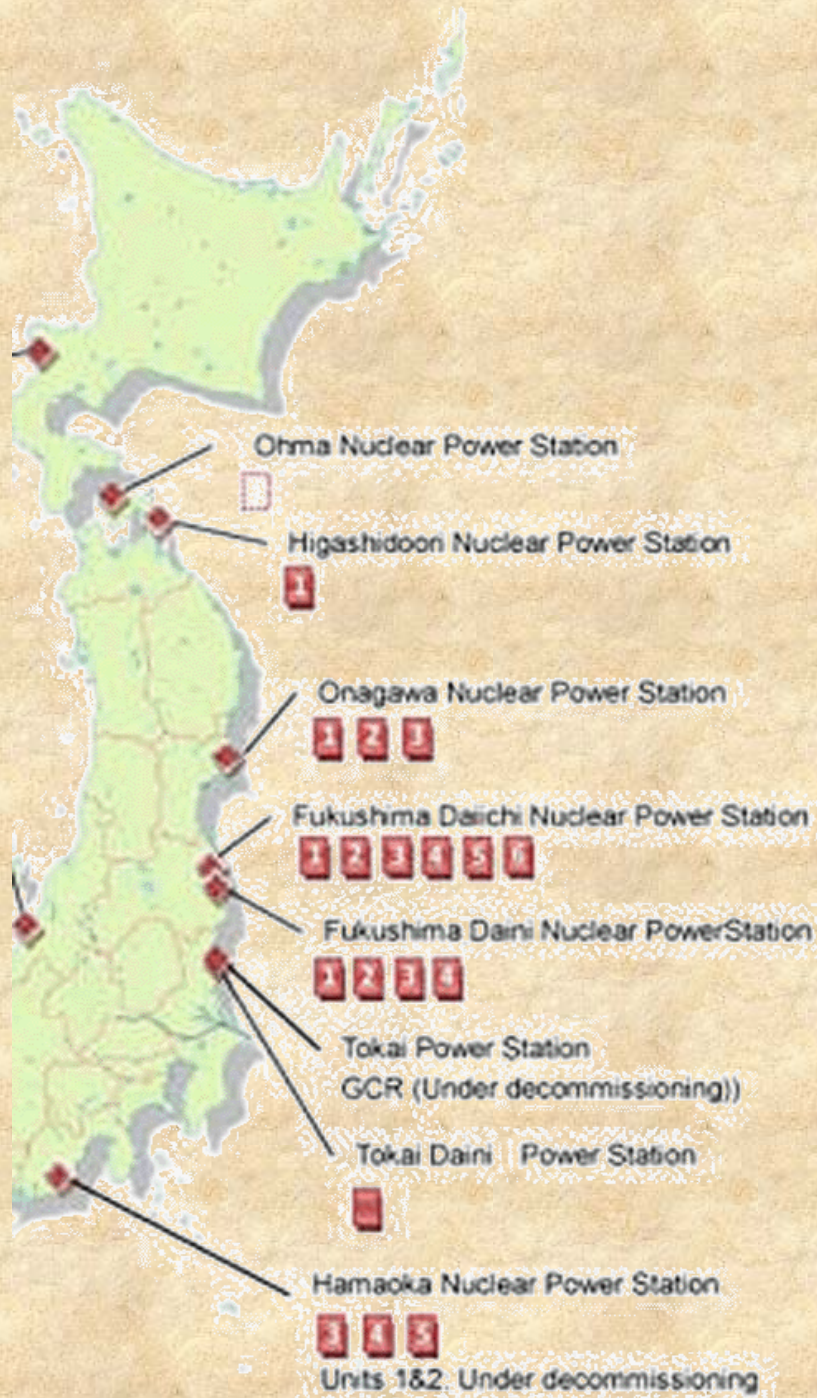 Ohma Nuclear Power Station
Higashidoori Nuclear Power Station
1
Onagawa Nuclear Power Station
1 2 3
Fukushima Daiichi Nuclear Power Station
1 2 3 4 5 6
Fukushima Daini Nuclear PowerStation
1 2 3 4
Tokai Power Station
GCR (Under decommissioning))
Tokai Daini Power Station
Hamaoka Nuclear Power Station
3 4 5
Units 1&2. Under decommissioning